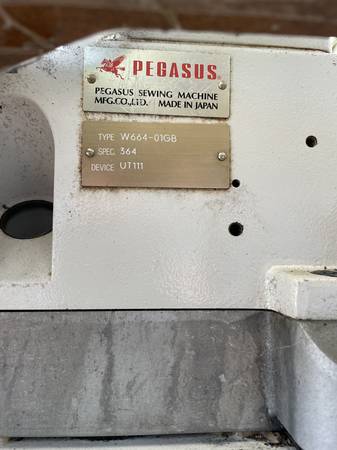 PEGASUS
PEGASUS SEWING MACHINE
MFG.CO.,LTD. MADE IN JAPAN
TYPE W664-01GB
SPEC. 364
DEVICE UT111